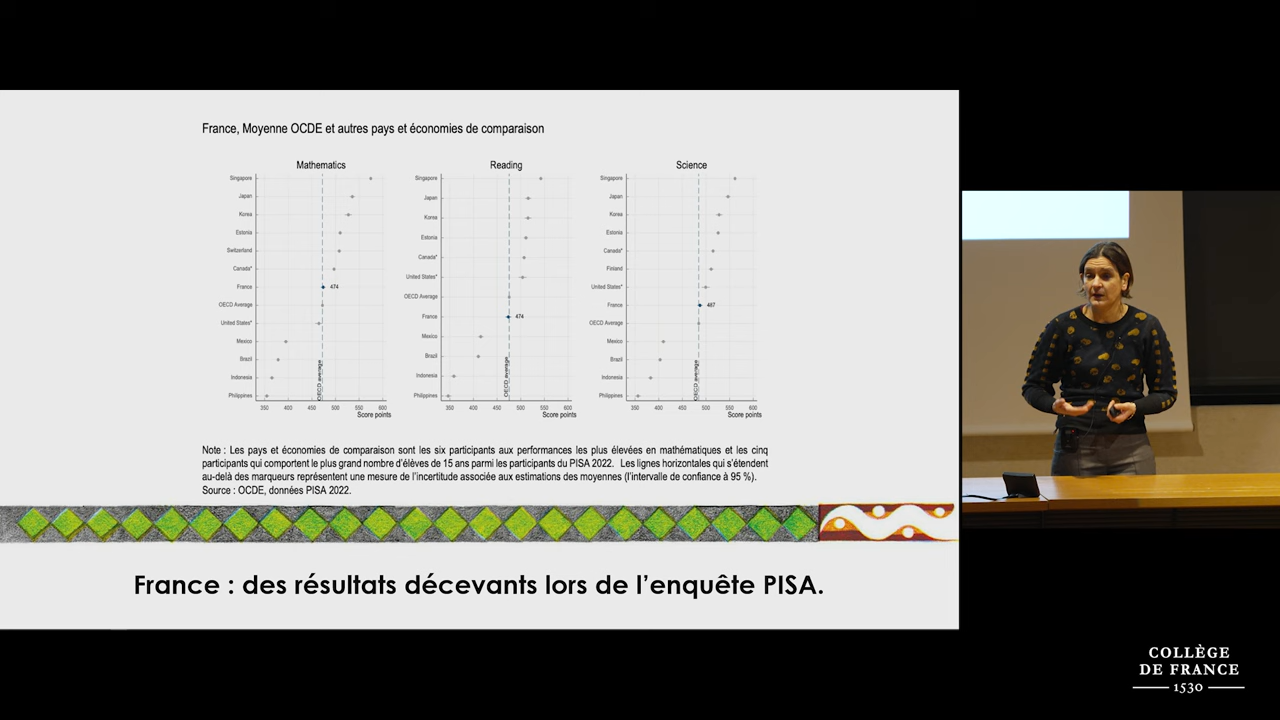 France, Moyenne OCDE et autres pays et économies de comparaison
Mathematics
Singapore
Japan
Korea
Estonia
Switzerland
Canada*
France
474
OECD Average
United States*
Mexico
Brazil
Indonesia
Philippines
OECD average
350 400 450 500 550 600
Score points
Reading
Singapore
Japan
Korea
Estonia
Canada*
United States*
OECD Average
France
474
Mexico
Brazil
Indonesia
Philippines
OECD average
350 400 450 500 550 600
Score points
Science
Singapore
Japan
Korea
Estonia
Canada*
Finland
United States*
France
487
OECD Average
Mexico
Brazil
Indonesia
Philippines
OECD average
350 400 450 500 550 600
Score points
Note : Les pays et économies de comparaison sont les six participants aux performances les plus élevées en mathématiques et les cinq
participants qui comportent le plus grand nombre d'élèves de 15 ans parmi les participants du PISA 2022. Les lignes horizontales qui s'étendent
au-delà des marqueurs représentent une mesure de l'incertitude associée aux estimations des moyennes (l'intervalle de confiance à 95 %).
Source : OCDE, données PISA 2022.
France : des résultats décevants lors de l'enquête PISA.
COLLÈGE
DE FRANCE
1530